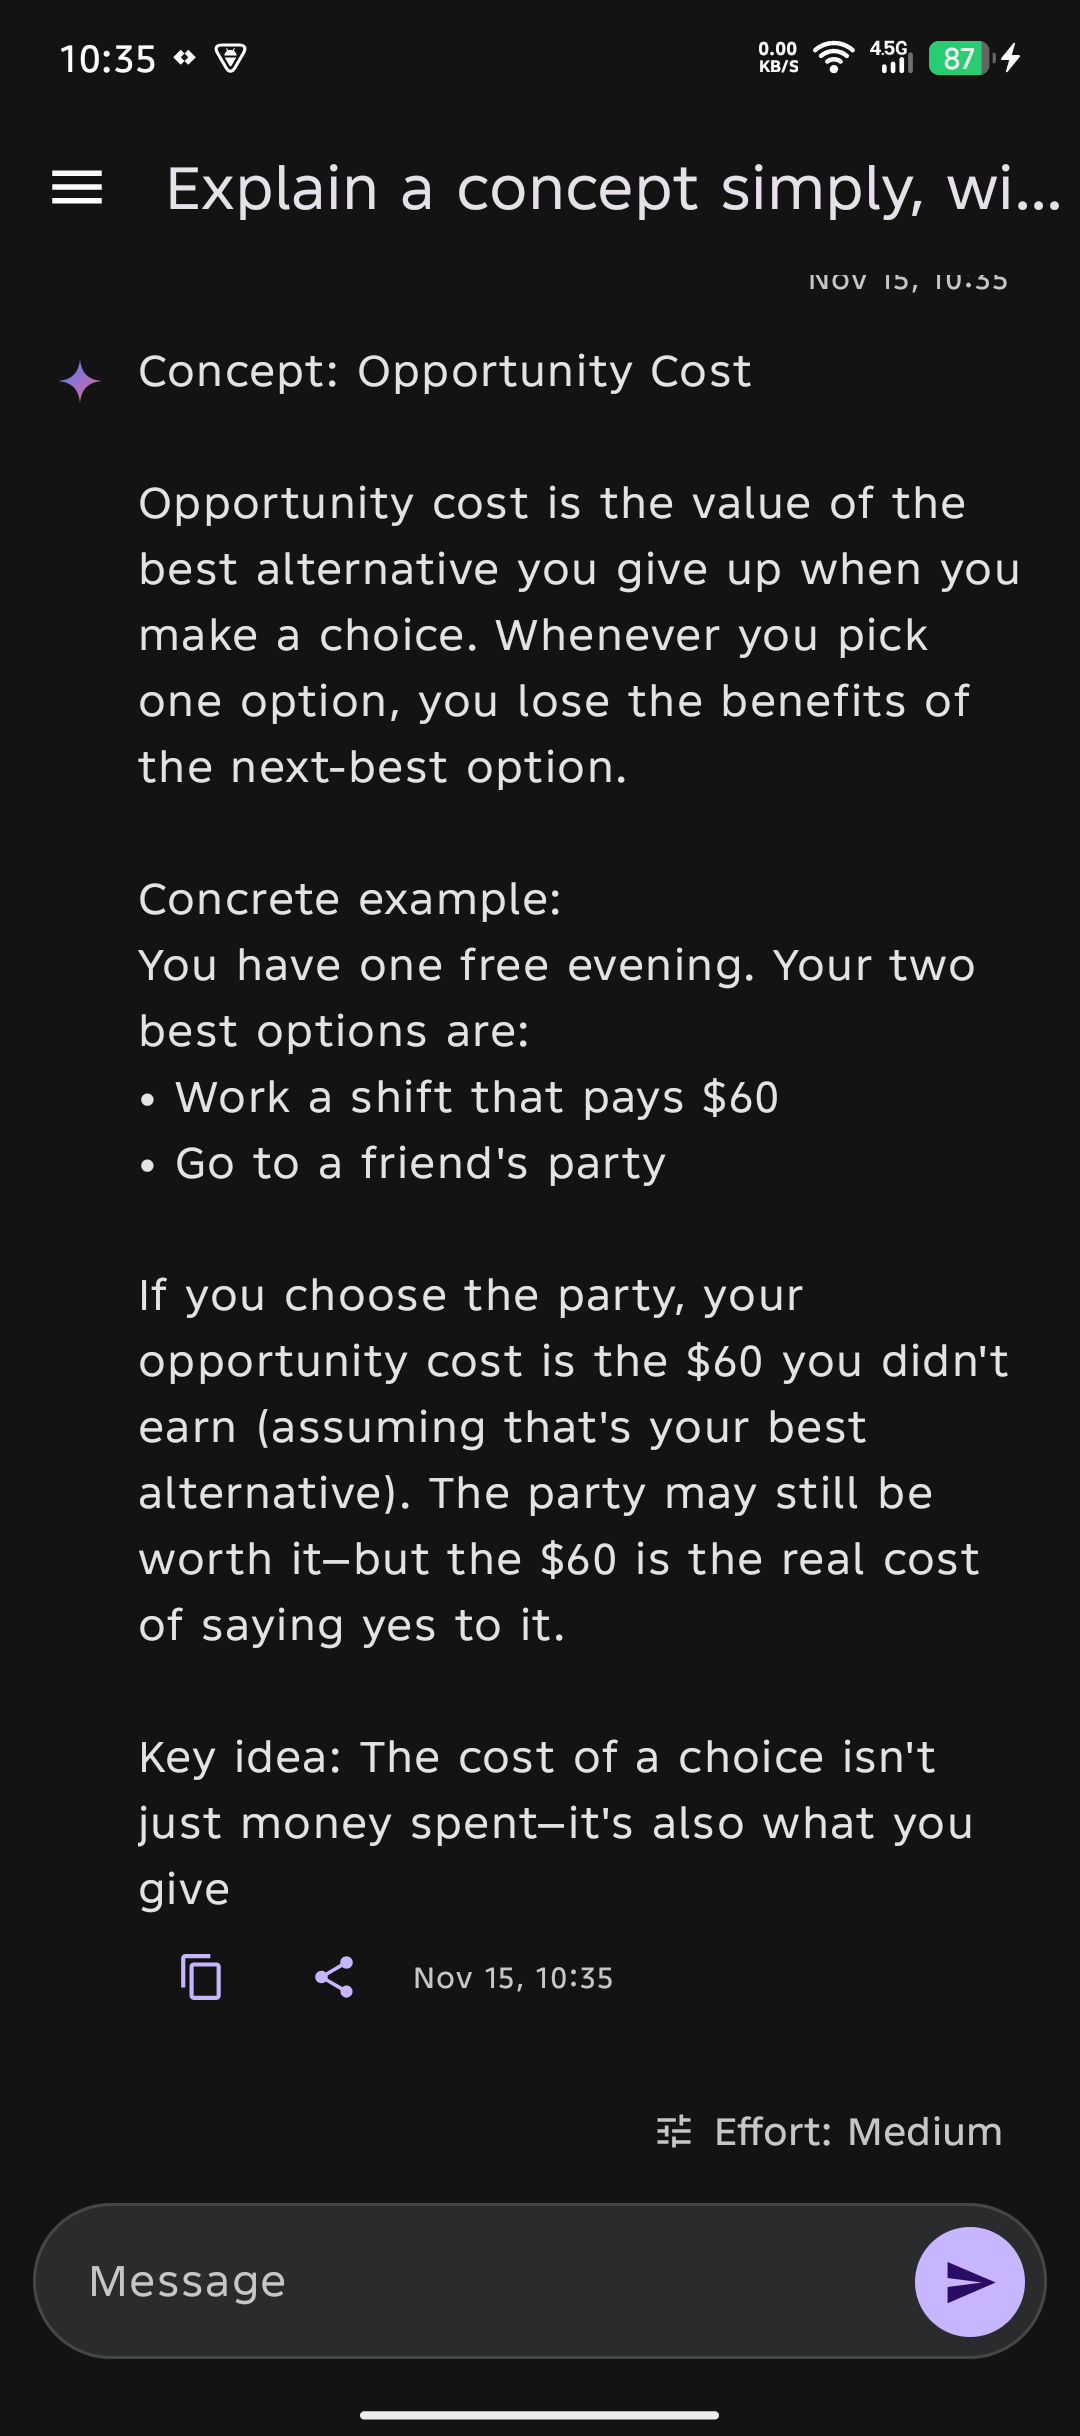 10:35
0.00
KB/S
4.5G
87
Explain a concept simply, wi...
Nov 15, 10:35
Concept: Opportunity Cost
Opportunity cost is the value of the
best alternative you give up when you
make a choice. Whenever you pick
one option, you lose the benefits of
the next-best option.
Concrete example:
You have one free evening. Your two
best options are:
• Work a shift that pays $60
• Go to a friend's party
If you choose the party, your
opportunity cost is the $60 you didn't
earn (assuming that's your best
alternative). The party may still be
worth it—but the $60 is the real cost
of saying yes to it.
Key idea: The cost of a choice isn't
just money spent—it's also what you
give
Nov 15, 10:35
Effort: Medium
Message